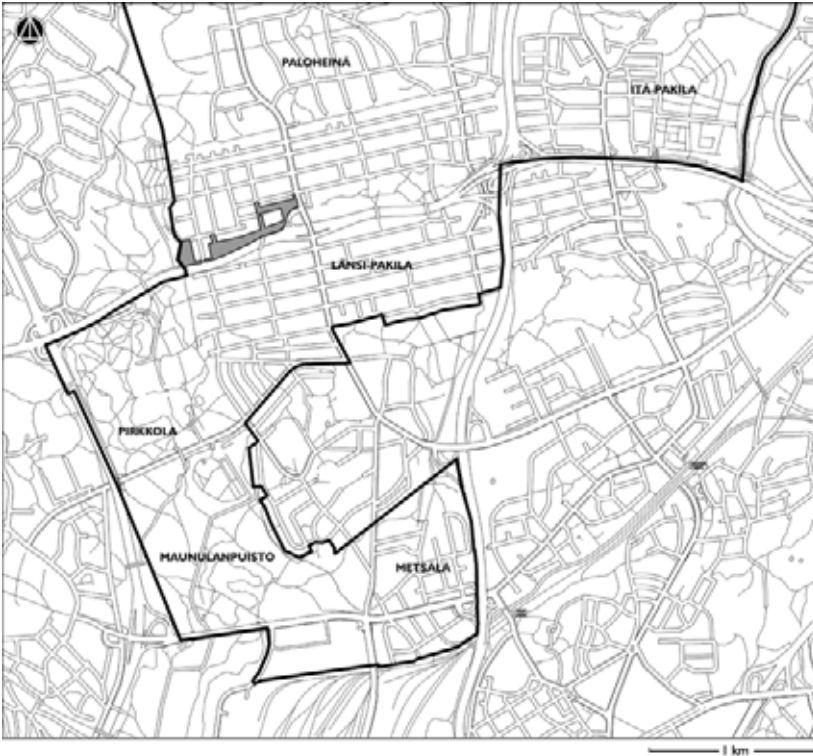 PALOHEINÄ
ITÄ-PAKILA
LÄNSI-PAKILA
PIRKKOLA
MAUNULANPUISTO
METSÄLÄ
1 km